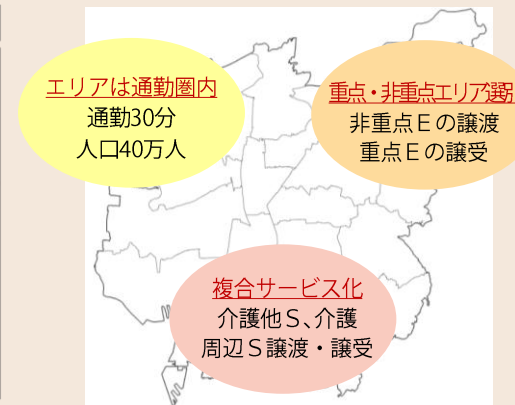 エリアは通勤圏内
通勤30分
人口40万人
重点・非重点エリア選別
非重点Ｅの譲渡
重点Ｅの譲受
複合サービス化
介護他Ｓ、介護
周辺Ｓ譲渡・譲受